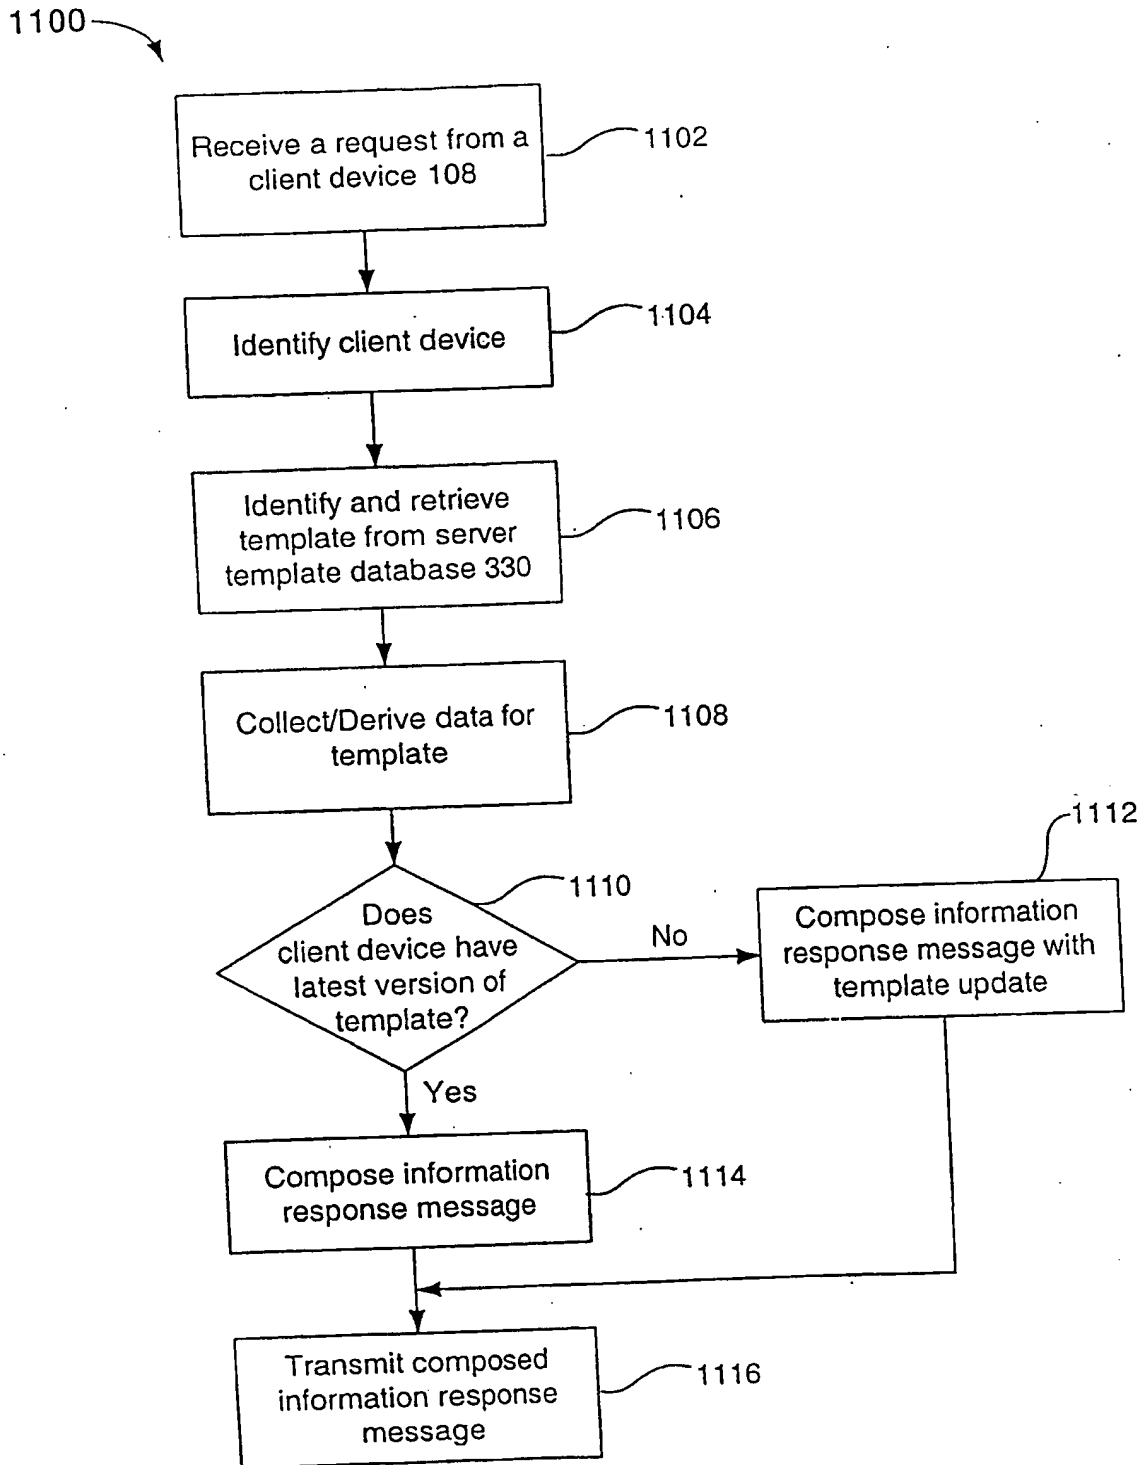 1100
Receive a request from a
client device 108
1102
Identify client device
1104
Identify and retrieve
template from server
template database 330
1106
Collect/Derive data for
template
1108
Does
client device have
latest version of
template?
1110
No
1112
Compose information
response message with
template update
Yes
Compose information
response message
1114
Transmit composed
information response
message
1116